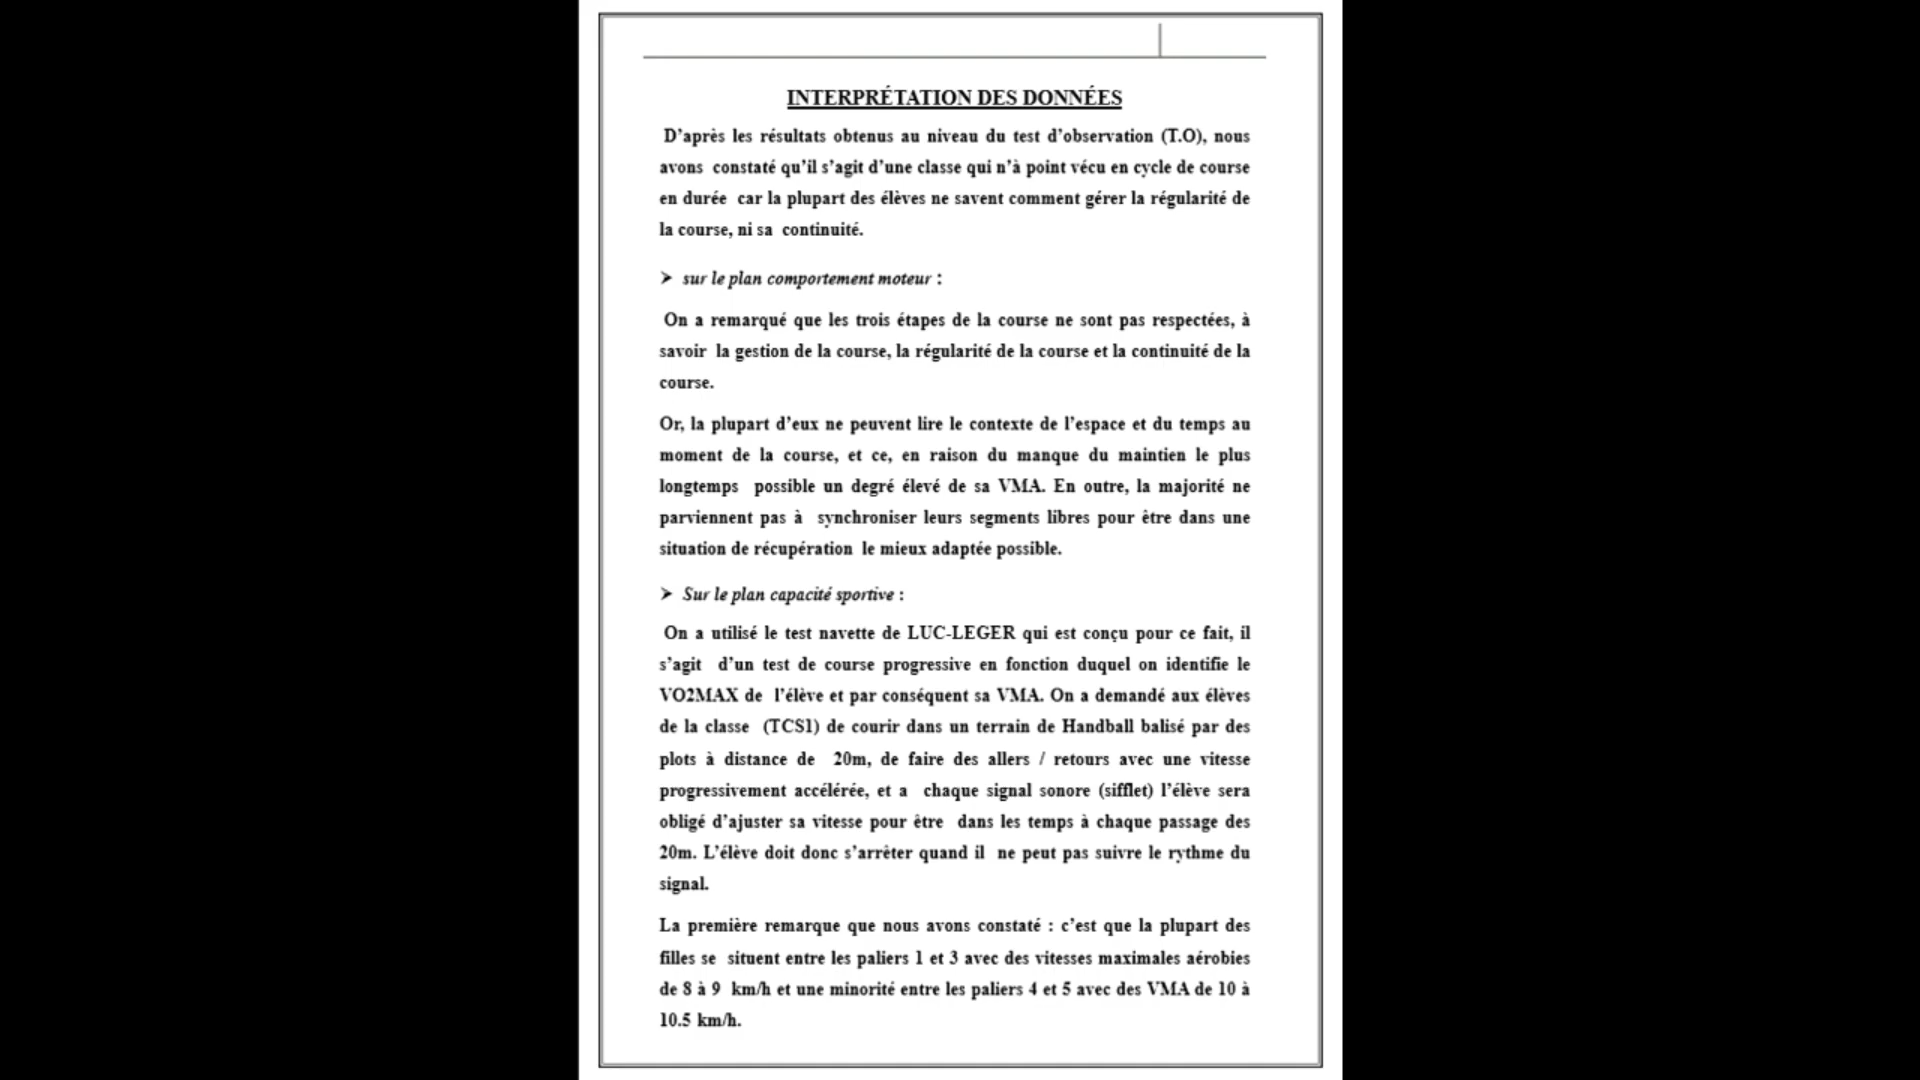 INTERPRÉTATION DES DONNÉES
D’après les résultats obtenus au niveau du test d’observation (T.O), nous
avons constaté qu’il s’agit d’une classe qui n’à point vécu en cycle de course
en durée car la plupart des élèves ne savent comment gérer la régularité de
la course, ni sa continuité.
➤ sur le plan comportement moteur :
On a remarqué que les trois étapes de la course ne sont pas respectées, à
savoir la gestion de la course, la régularité de la course et la continuité de la
course.
Or, la plupart d’eux ne peuvent lire le contexte de l’espace et du temps au
moment de la course, et ce, en raison du manque du maintien le plus
longtemps possible un degré élevé de sa VMA. En outre, la majorité ne
parviennent pas à synchroniser leurs segments libres pour être dans une
situation de récupération le mieux adaptée possible.
➤ Sur le plan capacité sportive :
On a utilisé le test navette de LUC-LEGER qui est conçu pour ce fait, il
s’agit d’un test de course progressive en fonction duquel on identifie le
VO2MAX de l’élève et par conséquent sa VMA. On a demandé aux élèves
de la classe (TCS1) de courir dans un terrain de Handball balisé par des
plots à distance de 20m, de faire des allers / retours avec une vitesse
progressivement accélérée, et a chaque signal sonore (sifflet) l’élève sera
obligé d’ajuster sa vitesse pour être dans les temps à chaque passage des
20m. L’élève doit donc s’arrêter quand il ne peut pas suivre le rythme du
signal.
La première remarque que nous avons constaté : c’est que la plupart des
filles se situent entre les paliers 1 et 3 avec des vitesses maximales aérobies
de 8 à 9 km/h et une minorité entre les paliers 4 et 5 avec des VMA de 10 à
10.5 km/h.